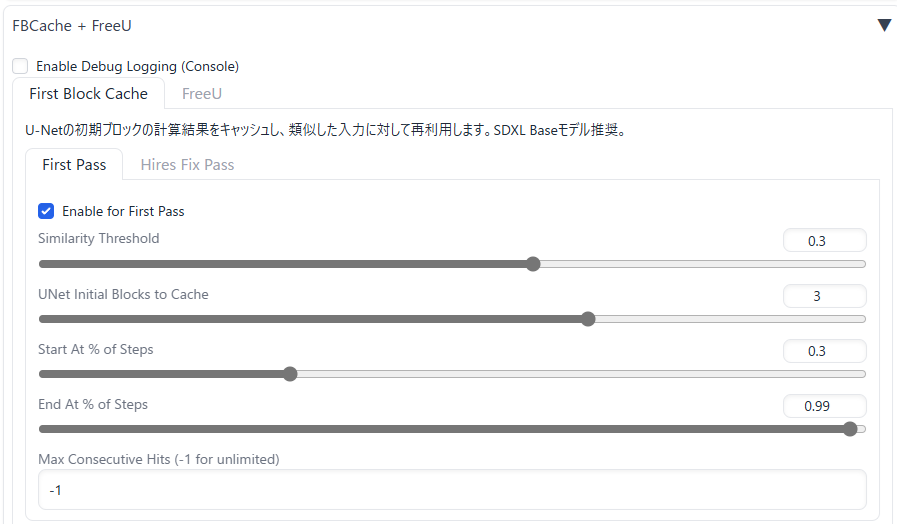 FBCache + FreeU
Enable Debug Logging (Console)
First Block Cache
FreeU
U-Netの初期ブロックの計算結果をキャッシュし、類似した入力に対して再利用します。SDXL Baseモデル推奨。
First Pass
Hires Fix Pass
Enable for First Pass
Similarity Threshold
0.3
UNet Initial Blocks to Cache
3
Start At % of Steps
0.3
End At % of Steps
0.99
Max Consecutive Hits (-1 for unlimited)
-1